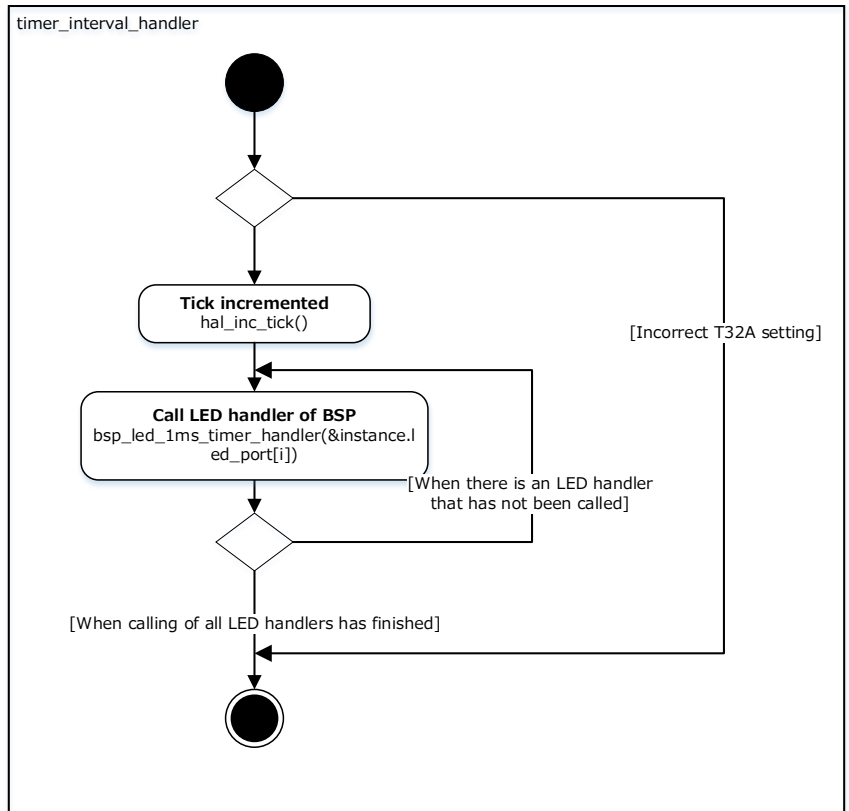 timer_interval_handler
Tick incremented
hal_inc_tick()
[Incorrect T32A setting]
Call LED handler of BSP
bsp_led_1ms_timer_handler(&instance.l
ed_port[i])
[When there is an LED handler
that has not been called]
[When calling of all LED handlers has finished]